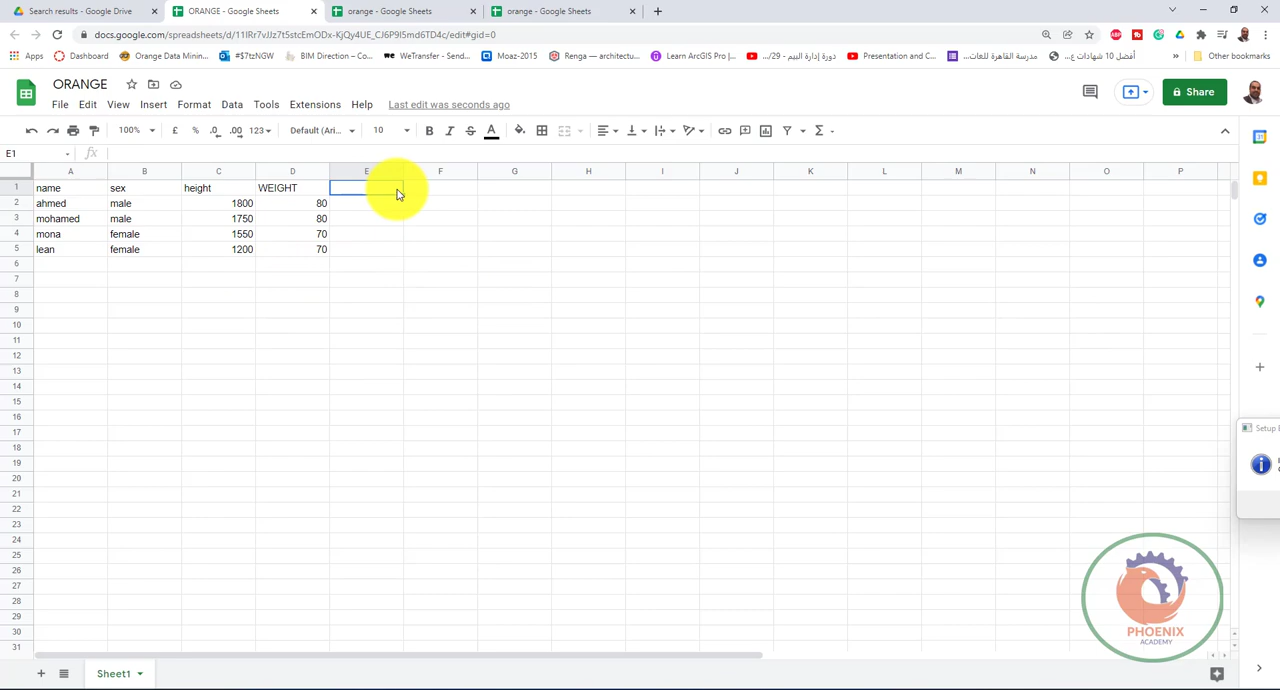 Search results - Google Drive
ORANGE - Google Sheets
orange - Google Sheets
orange - Google Sheets
docs.google.com/spreadsheets/d/11IRr7vJJz7t5stcEmODx-KjQy4UE_CJ6P9I5md6TD4c/edit#gid=0
Apps
Dashboard
Orange Data Minin...
#$?tzNGW
BIM Direction – Co...
WeTransfer - Send...
Moaz-2015
Renga — architectu...
Learn ArcGIS Pro |...
دورة إدارة البيم - 29/...
Presentation and C...
مدرسة القاهرة للغات...
أفضل 10 شهادات ع...
»
Other bookmarks
ORANGE
File Edit View Insert Format Data Tools Extensions Help Last edit was seconds ago
Share
100% £ % .0 .00 123 Default (Ari... 10 B I S A Σ
E1 fx
A B C D E F G H I J K L M N O P
1 name sex height WEIGHT
2 ahmed male 1800 80
3 mohamed male 1750 80
4 mona female 1550 70
5 lean female 1200 70
6
7
8
9
10
11
12
13
14
15
16
17
18
19
20
21
22
23
24
25
26
27
28
29
30
31
Setup
PHOENIX
ACADEMY
Sheet1